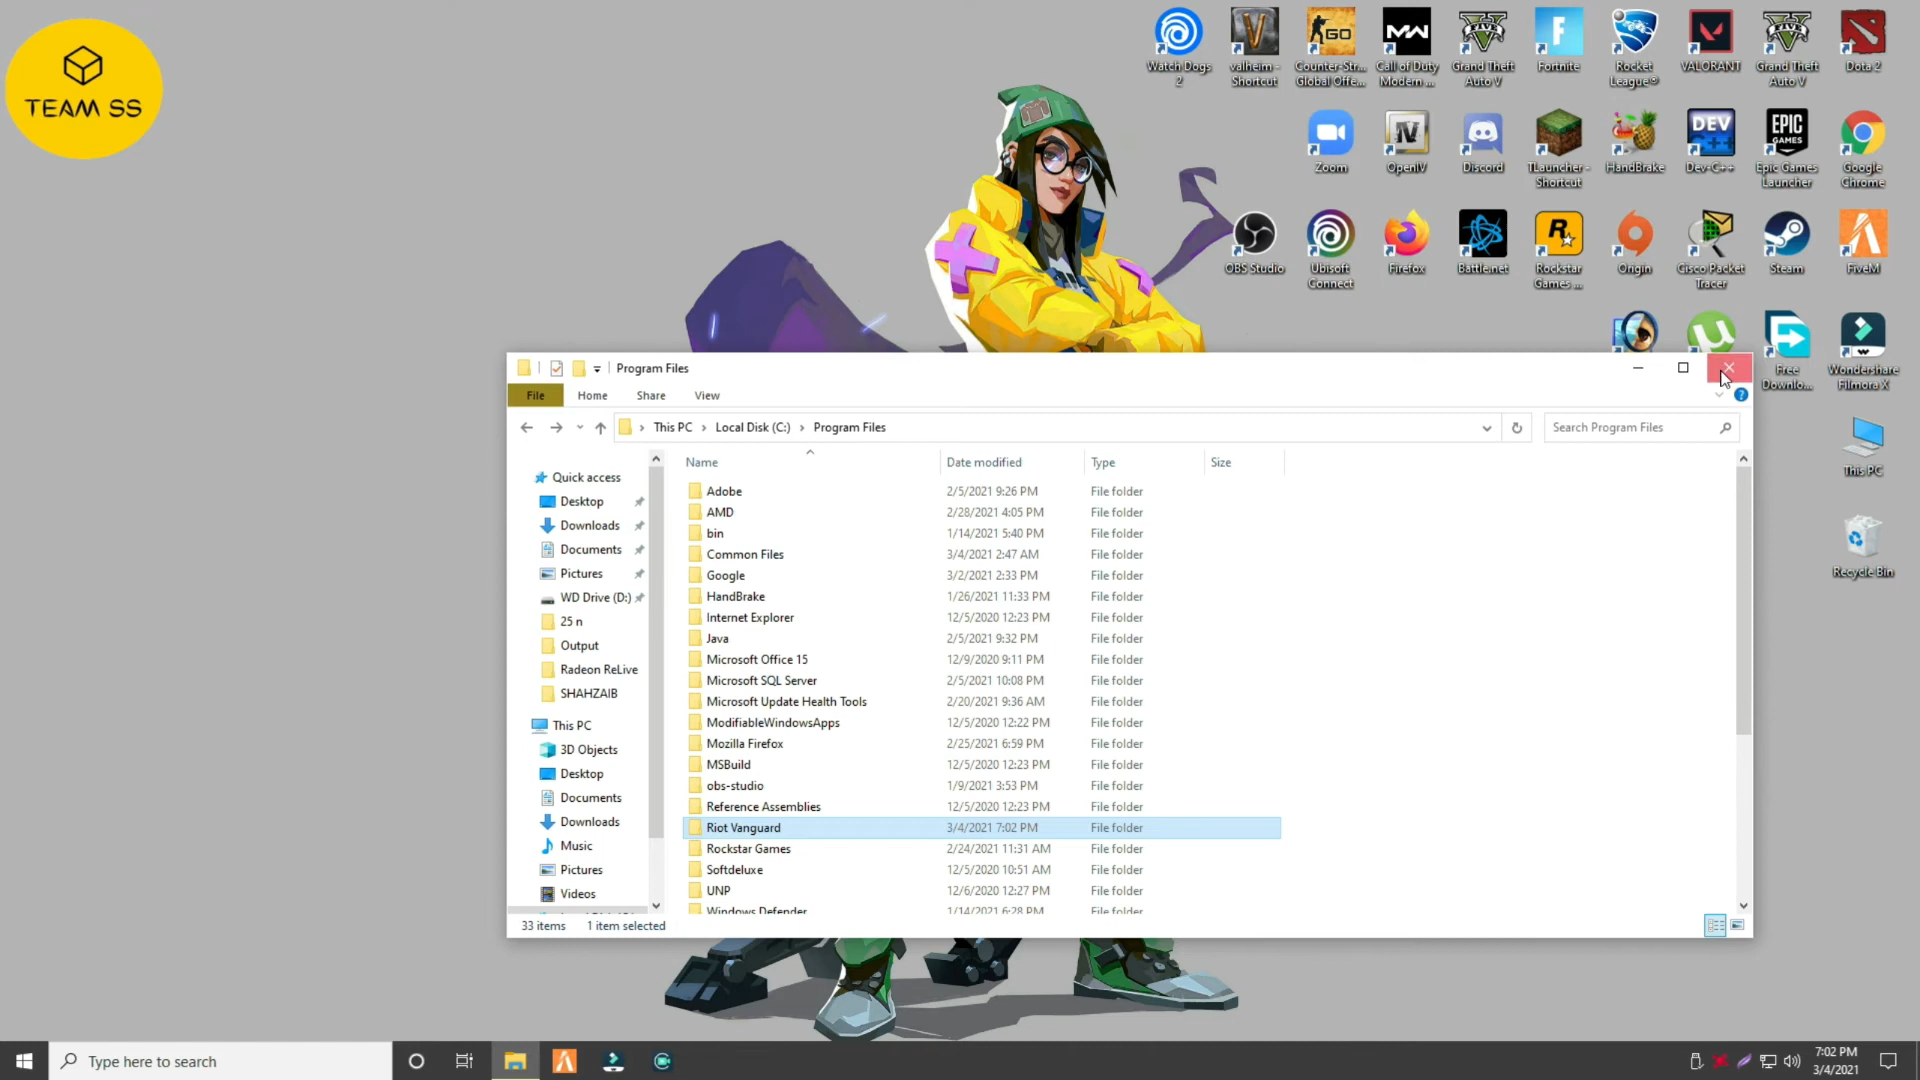 TEAM SS
Watch Dogs
2
valheim -
Shortcut
Counter-Str...
Global Offe...
Call of Duty
Modern ...
Grand Theft
Auto V
Fortnite
Rocket
League®
VALORANT
Grand Theft
Auto V
Dota 2
Zoom
OpenIV
Discord
TLauncher -
Shortcut
HandBrake
Dev-C++
Epic Games
Launcher
Google
Chrome
OBS Studio
Ubisoft
Connect
Firefox
Battle.net
Rockstar
Games ...
Origin
Cisco Packet
Tracer
Steam
FiveM
Free
Downlo...
Wondershare
Filmora X
This PC
Recycle Bin
Program Files
File Home Share View
This PC › Local Disk (C:) › Program Files
Search Program Files
Quick access
Desktop
Downloads
Documents
Pictures
WD Drive (D:)
25 n
Output
Radeon ReLive
SHAHZAIB
This PC
3D Objects
Desktop
Documents
Downloads
Music
Pictures
Videos
Name Date modified Type Size
Adobe 2/5/2021 9:26 PM File folder
AMD 2/28/2021 4:05 PM File folder
bin 1/14/2021 5:40 PM File folder
Common Files 3/4/2021 2:47 AM File folder
Google 3/2/2021 2:33 PM File folder
HandBrake 1/26/2021 11:33 PM File folder
Internet Explorer 12/5/2020 12:23 PM File folder
Java 2/5/2021 9:32 PM File folder
Microsoft Office 15 12/9/2020 9:11 PM File folder
Microsoft SQL Server 2/5/2021 10:08 PM File folder
Microsoft Update Health Tools 2/20/2021 9:36 AM File folder
ModifiableWindowsApps 12/5/2020 12:22 PM File folder
Mozilla Firefox 2/25/2021 6:59 PM File folder
MSBuild 12/5/2020 12:23 PM File folder
obs-studio 1/9/2021 3:53 PM File folder
Reference Assemblies 12/5/2020 12:23 PM File folder
Riot Vanguard 3/4/2021 7:02 PM File folder
Rockstar Games 2/24/2021 11:31 AM File folder
Softdeluxe 12/5/2020 10:51 AM File folder
UNP 12/6/2020 12:27 PM File folder
Windows Defender 1/14/2021 6:28 PM File folder
33 items 1 item selected
Type here to search
7:02 PM
3/4/2021